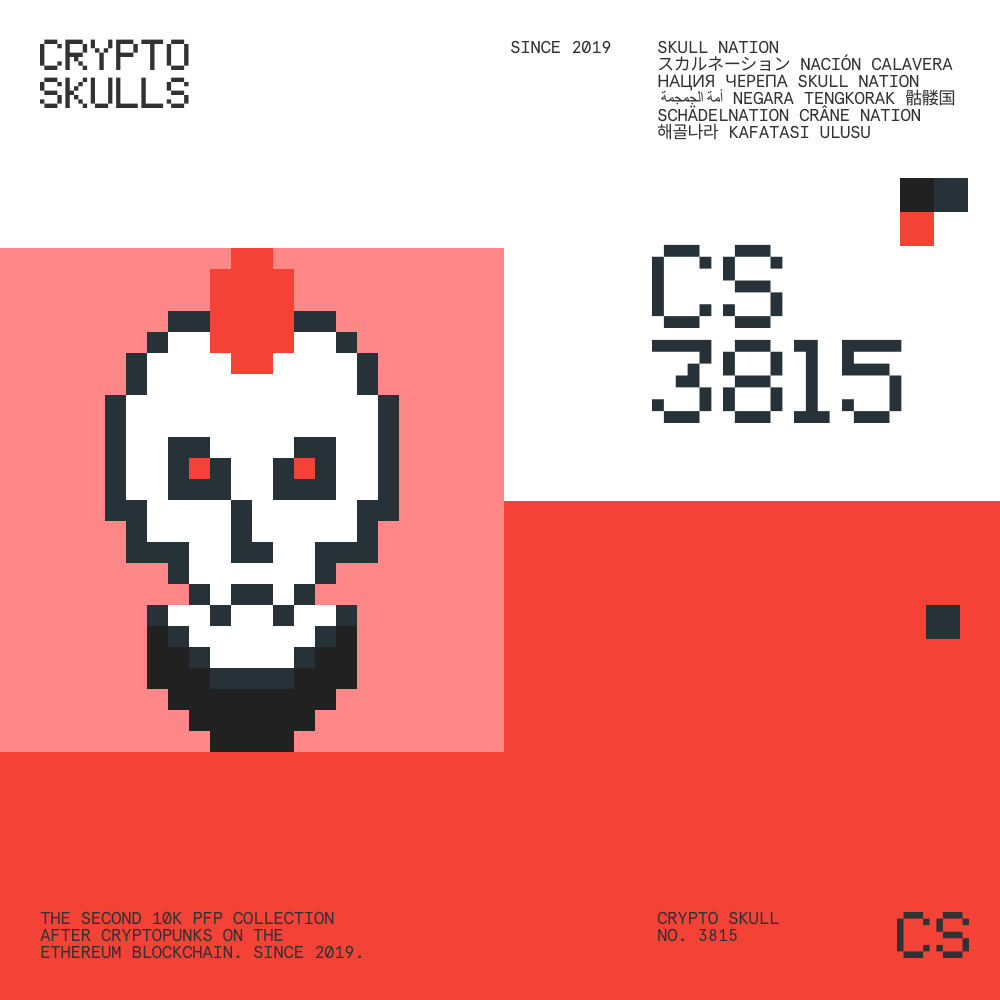 CRYPTO
SKULLS
SINCE 2019
SKULL NATION
スカルネーション NACIÓN CALAVERA
НАЦИЯ ЧЕРЕПА SKULL NATION
أمة الجمجمة NEGARA TENGKORAK 骷髅国
SCHÄDELNATION CRÂNE NATION
해골나라 KAFATASI ULUSU
CS
3815
THE SECOND 10K PFP COLLECTION
AFTER CRYPTOPUNKS ON THE
ETHEREUM BLOCKCHAIN. SINCE 2019.
CRYPTO SKULL
NO. 3815
CS